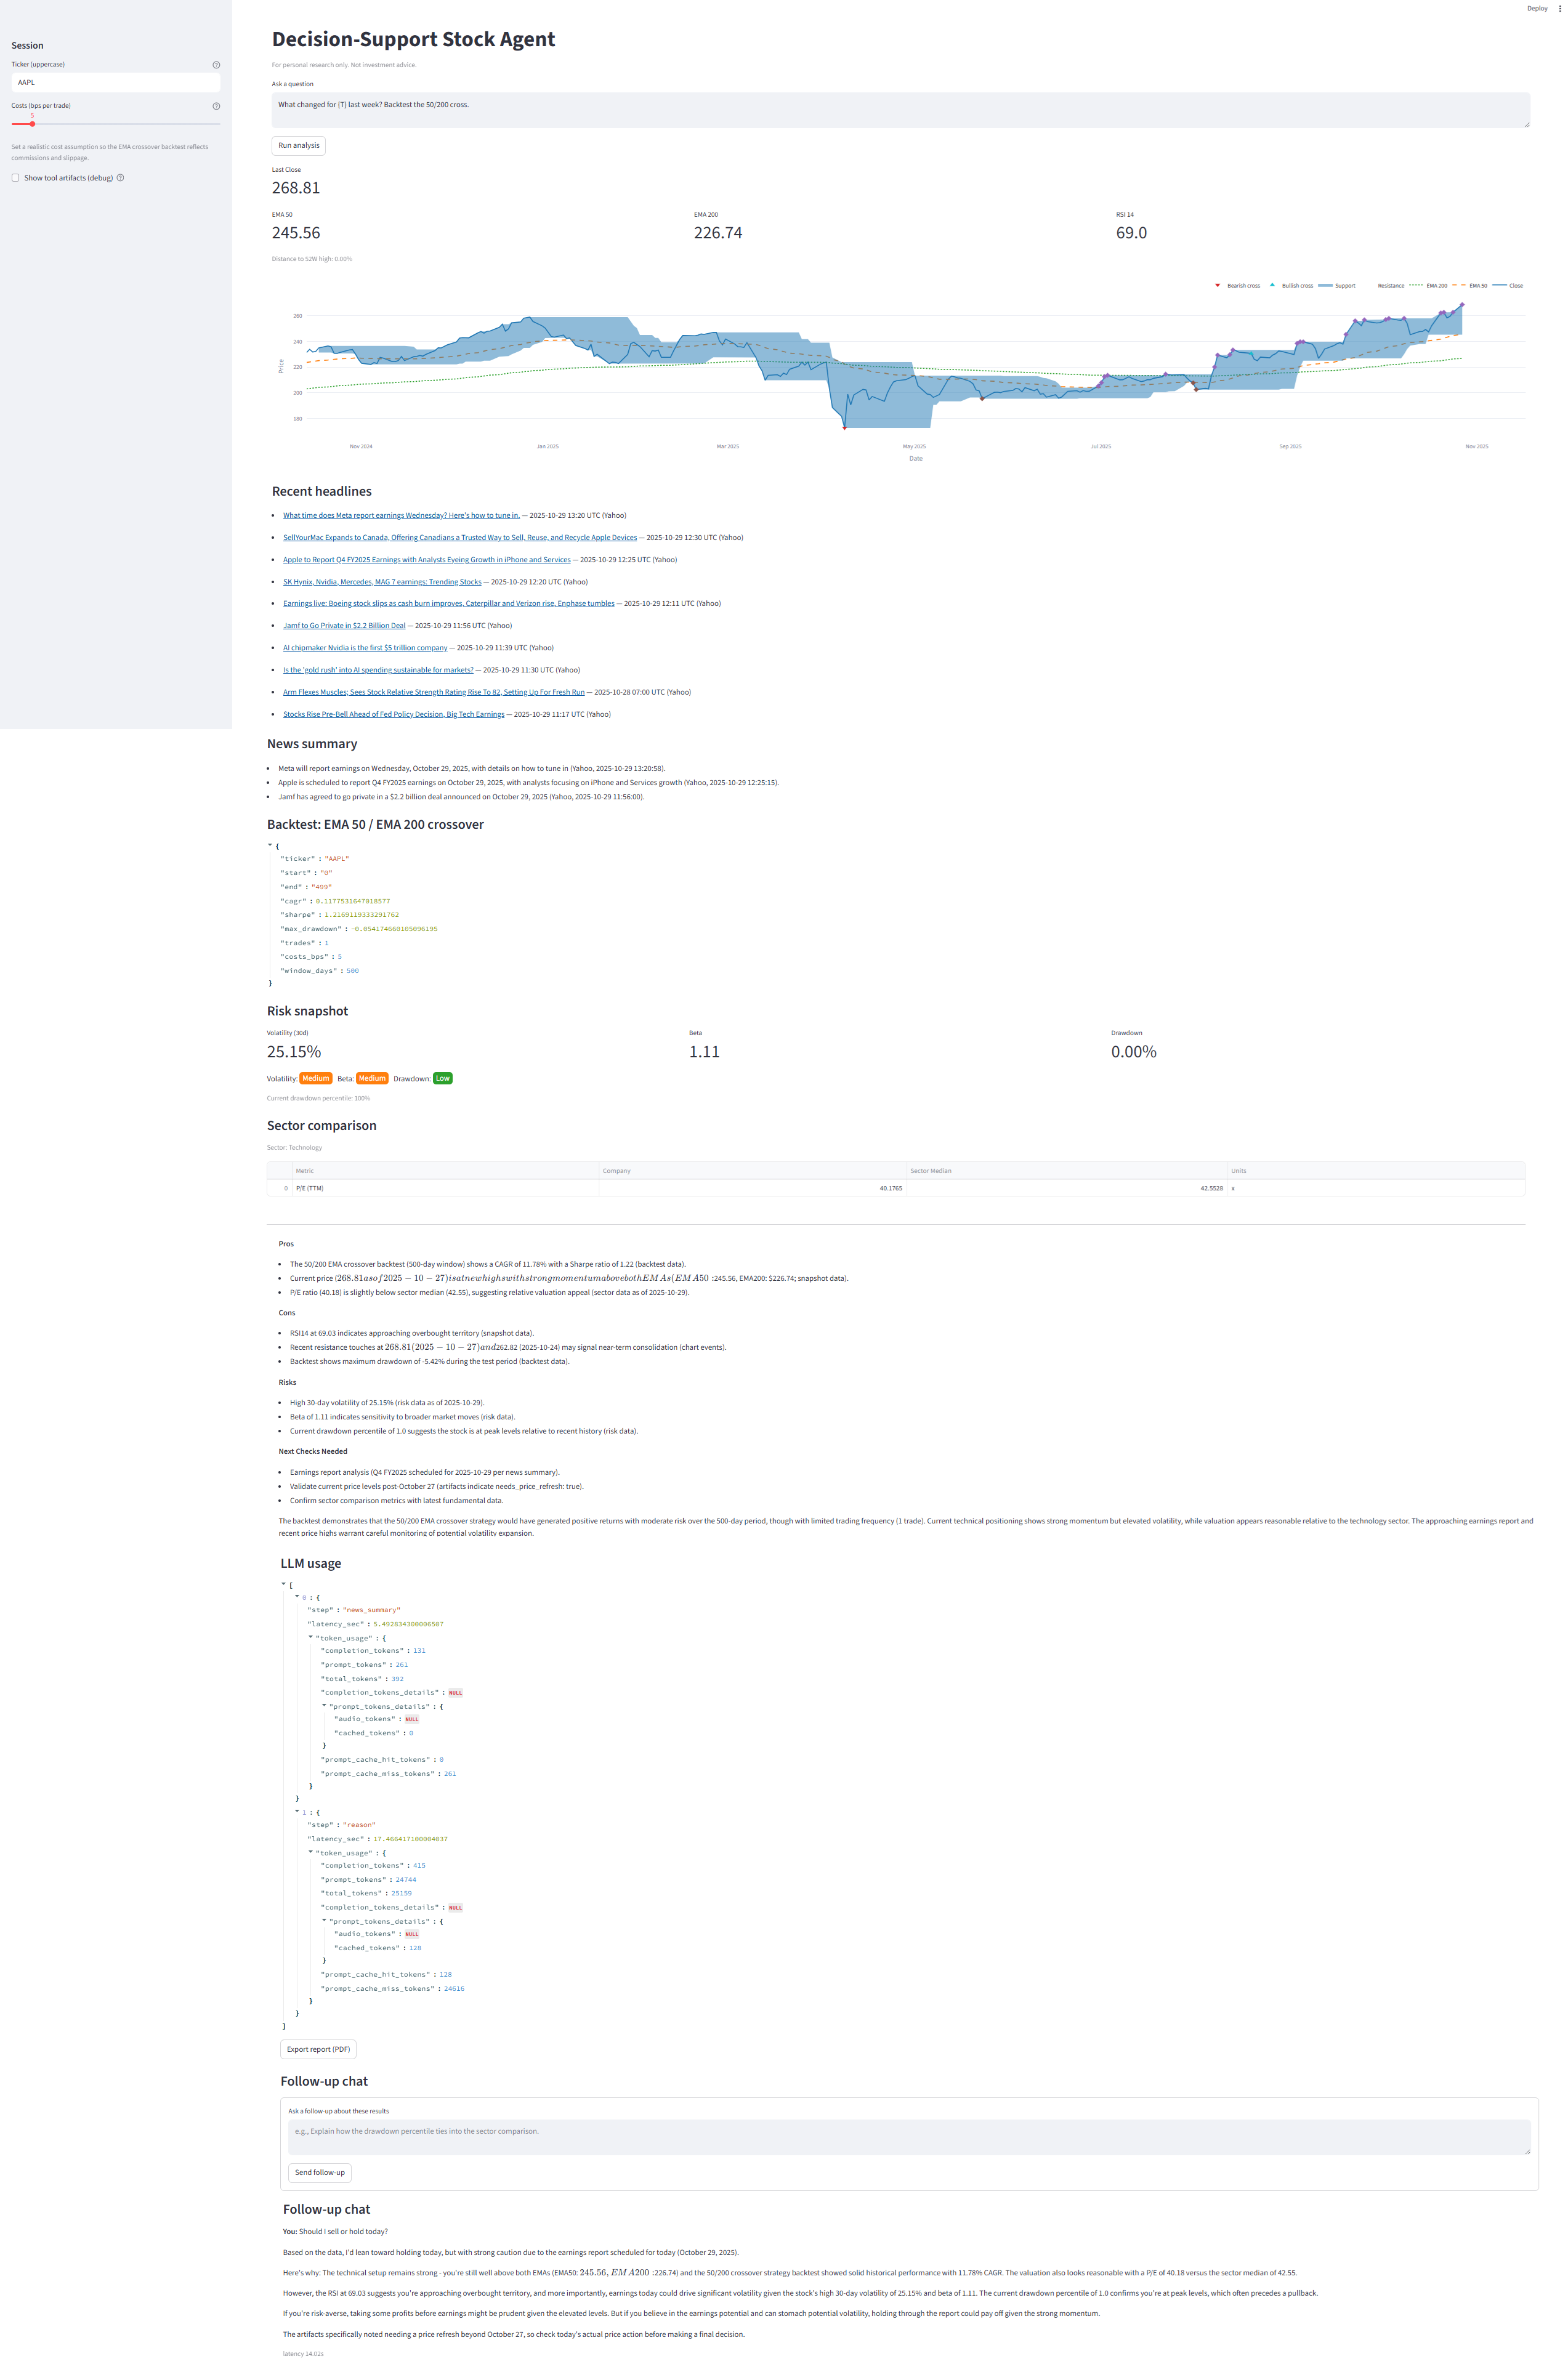 Deploy
Session
Ticker (uppercase)
AAPL
Costs (bps per trade)
5
Set a realistic cost assumption so the EMA crossover backtest reflects
commissions and slippage.
Show tool artifacts (debug)
Decision-Support Stock Agent
For personal research only. Not investment advice.
Ask a question
What changed for {T} last week? Backtest the 50/200 cross.
Run analysis
Last Close
268.81
EMA 50
245.56
EMA 200
226.74
RSI 14
69.0
Distance to 52W high: 0.00%
Bearish cross
Bullish cross
Support
Resistance
EMA 200
EMA 50
Close
260
240
220
200
180
Price
Nov 2024
Jan 2025
Mar 2025
May 2025
Jul 2025
Sep 2025
Nov 2025
Date
Recent headlines
What time does Meta report earnings Wednesday? Here's how to tune in. — 2025-10-29 13:20 UTC (Yahoo)
SellYourMac Expands to Canada, Offering Canadians a Trusted Way to Sell, Reuse, and Recycle Apple Devices — 2025-10-29 12:30 UTC (Yahoo)
Apple to Report Q4 FY2025 Earnings with Analysts Eyeing Growth in iPhone and Services — 2025-10-29 12:25 UTC (Yahoo)
SK Hynix, Nvidia, Mercedes, MAG 7 earnings: Trending Stocks — 2025-10-29 12:20 UTC (Yahoo)
Earnings live: Boeing stock slips as cash burn improves, Caterpillar and Verizon rise, Enphase tumbles — 2025-10-29 12:11 UTC (Yahoo)
Jamf to Go Private in $2.2 Billion Deal — 2025-10-29 11:56 UTC (Yahoo)
AI chipmaker Nvidia is the first $5 trillion company — 2025-10-29 11:39 UTC (Yahoo)
Is the 'gold rush' into AI spending sustainable for markets? — 2025-10-29 11:30 UTC (Yahoo)
Arm Flexes Muscles; Sees Stock Relative Strength Rating Rise To 82, Setting Up For Fresh Run — 2025-10-28 07:00 UTC (Yahoo)
Stocks Rise Pre-Bell Ahead of Fed Policy Decision, Big Tech Earnings — 2025-10-29 11:17 UTC (Yahoo)
News summary
Meta will report earnings on Wednesday, October 29, 2025, with details on how to tune in (Yahoo, 2025-10-29 13:20:58).
Apple is scheduled to report Q4 FY2025 earnings on October 29, 2025, with analysts focusing on iPhone and Services growth (Yahoo, 2025-10-29 12:25:15).
Jamf has agreed to go private in a $2.2 billion deal announced on October 29, 2025 (Yahoo, 2025-10-29 11:56:00).
Backtest: EMA 50 / EMA 200 crossover
{
"ticker" : "AAPL"
"start" : "0"
"end" : "499"
"cagr" : 0.1177531647018577
"sharpe" : 1.2169119333291762
"max_drawdown" : -0.054174660105096195
"trades" : 1
"costs_bps" : 5
"window_days" : 500
}
Risk snapshot
Volatility (30d)
25.15%
Beta
1.11
Drawdown
0.00%
Volatility: Medium Beta: Medium Drawdown: Low
Current drawdown percentile: 100%
Sector comparison
Sector: Technology
Metric Company Sector Median Units
0 P/E (TTM) 40.1765 42.5528 x
Pros
The 50/200 EMA crossover backtest (500-day window) shows a CAGR of 11.78% with a Sharpe ratio of 1.22 (backtest data).
Current price (268.81asof2025 − 10 − 27)isatnewhighswithstrongmomentumabovebothEMAs(EMA50 :245.56, EMA200: $226.74; snapshot data).
P/E ratio (40.18) is slightly below sector median (42.55), suggesting relative valuation appeal (sector data as of 2025-10-29).
Cons
RSI14 at 69.03 indicates approaching overbought territory (snapshot data).
Recent resistance touches at 268.81(2025 − 10 − 27)and262.82 (2025-10-24) may signal near-term consolidation (chart events).
Backtest shows maximum drawdown of -5.42% during the test period (backtest data).
Risks
High 30-day volatility of 25.15% (risk data as of 2025-10-29).
Beta of 1.11 indicates sensitivity to broader market moves (risk data).
Current drawdown percentile of 1.0 suggests the stock is at peak levels relative to recent history (risk data).
Next Checks Needed
Earnings report analysis (Q4 FY2025 scheduled for 2025-10-29 per news summary).
Validate current price levels post-October 27 (artifacts indicate needs_price_refresh: true).
Confirm sector comparison metrics with latest fundamental data.
The backtest demonstrates that the 50/200 EMA crossover strategy would have generated positive returns with moderate risk over the 500-day period, though with limited trading frequency (1 trade). Current technical positioning shows strong momentum but elevated volatility, while valuation appears reasonable relative to the technology sector. The approaching earnings report and
recent price highs warrant careful monitoring of potential volatility expansion.
LLM usage
[
0 : {
"step" : "news_summary"
"latency_sec" : 5.492834300006507
"token_usage" : {
"completion_tokens" : 131
"prompt_tokens" : 261
"total_tokens" : 392
"completion_tokens_details" : NULL
"prompt_tokens_details" : {
"audio_tokens" : NULL
"cached_tokens" : 0
}
"prompt_cache_hit_tokens" : 0
"prompt_cache_miss_tokens" : 261
}
}
1 : {
"step" : "reason"
"latency_sec" : 17.466417100004037
"token_usage" : {
"completion_tokens" : 415
"prompt_tokens" : 24744
"total_tokens" : 25159
"completion_tokens_details" : NULL
"prompt_tokens_details" : {
"audio_tokens" : NULL
"cached_tokens" : 128
}
"prompt_cache_hit_tokens" : 128
"prompt_cache_miss_tokens" : 24616
}
}
]
Export report (PDF)
Follow-up chat
Ask a follow-up about these results
e.g., Explain how the drawdown percentile ties into the sector comparison.
Send follow-up
Follow-up chat
You: Should I sell or hold today?
Based on the data, I'd lean toward holding today, but with strong caution due to the earnings report scheduled for today (October 29, 2025).
Here's why: The technical setup remains strong - you're still well above both EMAs (EMA50: 245.56, EMA200 :226.74) and the 50/200 crossover strategy backtest showed solid historical performance with 11.78% CAGR. The valuation also looks reasonable with a P/E of 40.18 versus the sector median of 42.55.
However, the RSI at 69.03 suggests you're approaching overbought territory, and more importantly, earnings today could drive significant volatility given the stock's high 30-day volatility of 25.15% and beta of 1.11. The current drawdown percentile of 1.0 confirms you're at peak levels, which often precedes a pullback.
If you're risk-averse, taking some profits before earnings might be prudent given the elevated levels. But if you believe in the earnings potential and can stomach potential volatility, holding through the report could pay off given the strong momentum.
The artifacts specifically noted needing a price refresh beyond October 27, so check today's actual price action before making a final decision.
latency 14.02s